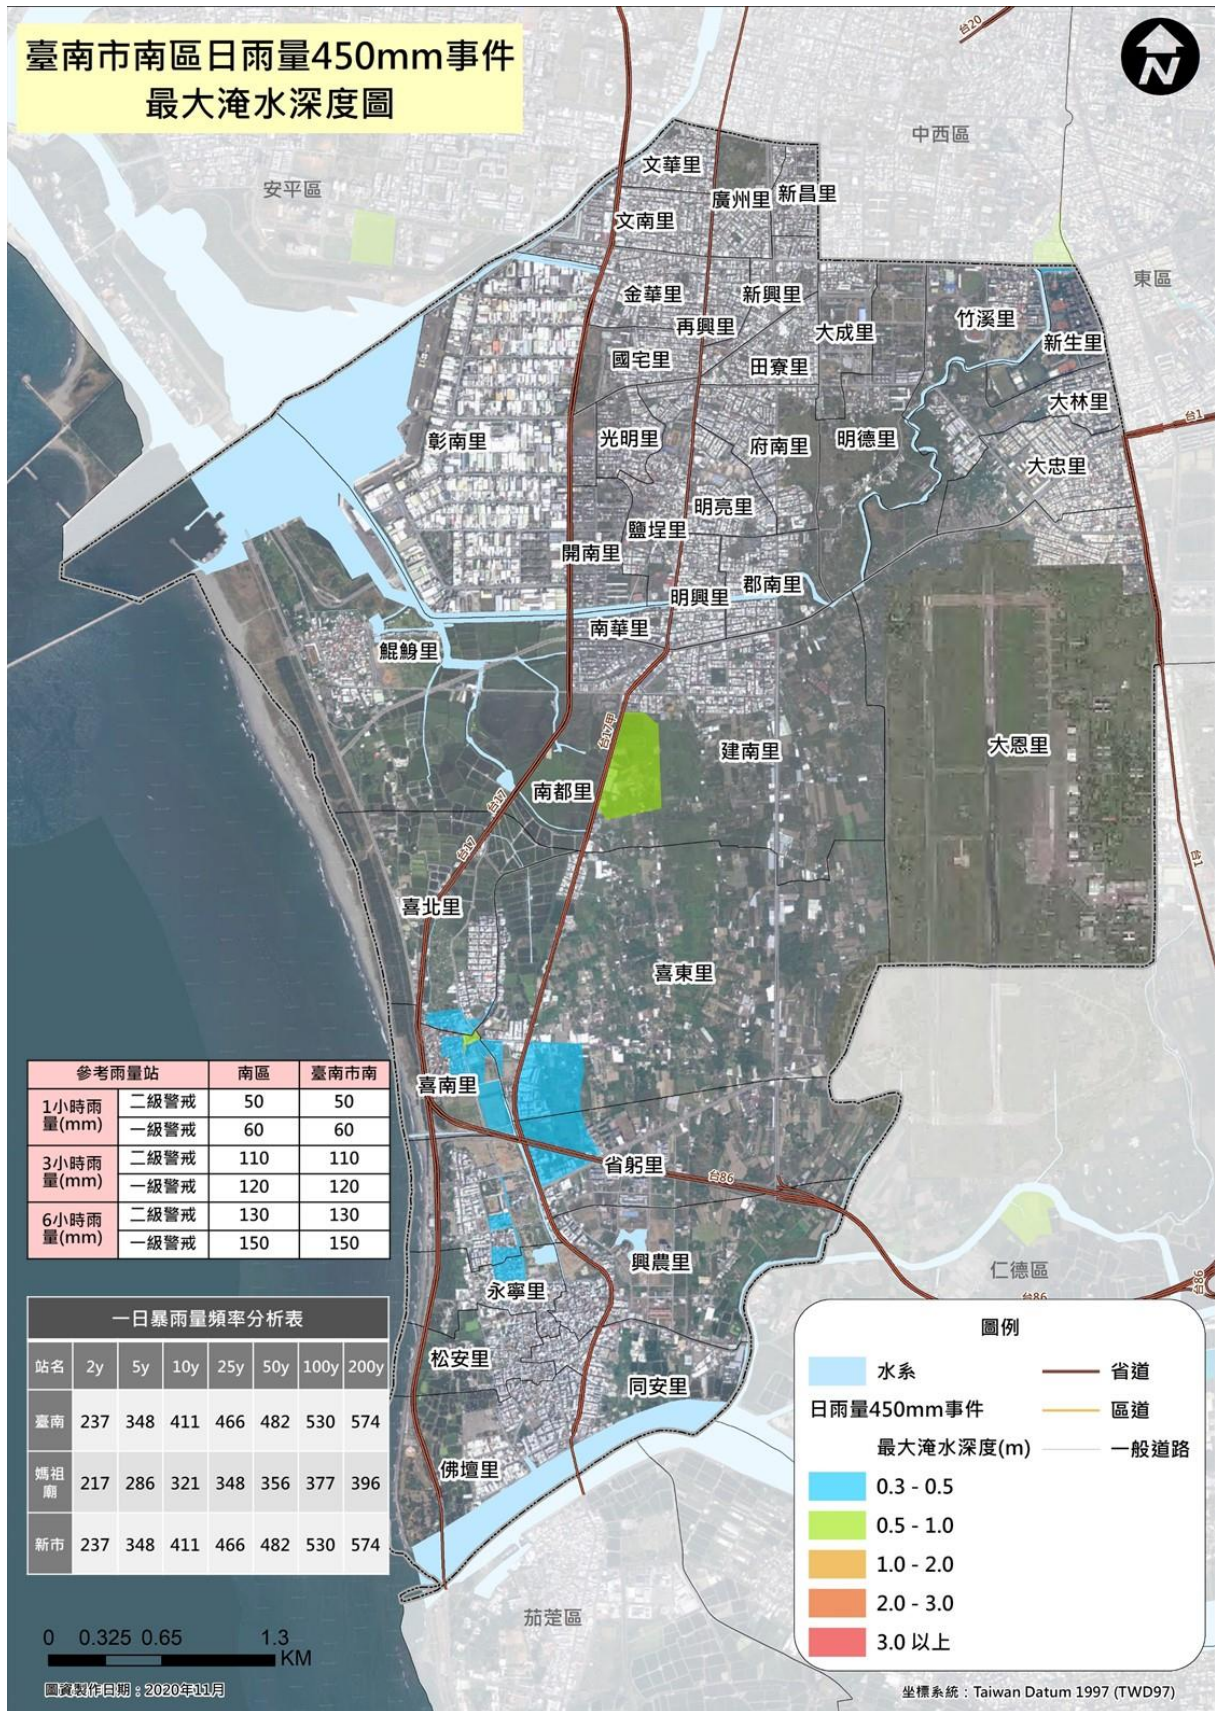 臺南市南區日雨量450mm事件
最大淹水深度圖
N
台20
中西區
安平區
文華里
廣州里
新昌里
文南里
東區
金華里
新興里
竹溪里
再興里
大成里
新生里
國宅里
田寮里
大林里
台1
彰南里
光明里
府南里
明德里
大忠里
明亮里
鹽埕里
開南里
郡南里
明興里
南華里
鯤鯓里
台17甲
建南里
大恩里
南都里
台17
台17
台1
喜北里
喜東里
喜南里
省躬里
台86
興農里
仁德區
永寧里
台86
台86
松安里
同安里
佛壇里
茄萣區
參考雨量站 南區 臺南市南
1小時雨量(mm) 二級警戒 50 50
一級警戒 60 60
3小時雨量(mm) 二級警戒 110 110
一級警戒 120 120
6小時雨量(mm) 二級警戒 130 130
一級警戒 150 150
一日暴雨量頻率分析表
站名 2y 5y 10y 25y 50y 100y 200y
臺南 237 348 411 466 482 530 574
媽祖廟 217 286 321 348 356 377 396
新市 237 348 411 466 482 530 574
圖例
水系 省道
日雨量450mm事件 區道
最大淹水深度(m) 一般道路
0.3 - 0.5
0.5 - 1.0
1.0 - 2.0
2.0 - 3.0
3.0 以上
0 0.325 0.65 1.3
KM
圖資製作日期：2020年11月
坐標系統：Taiwan Datum 1997 (TWD97)